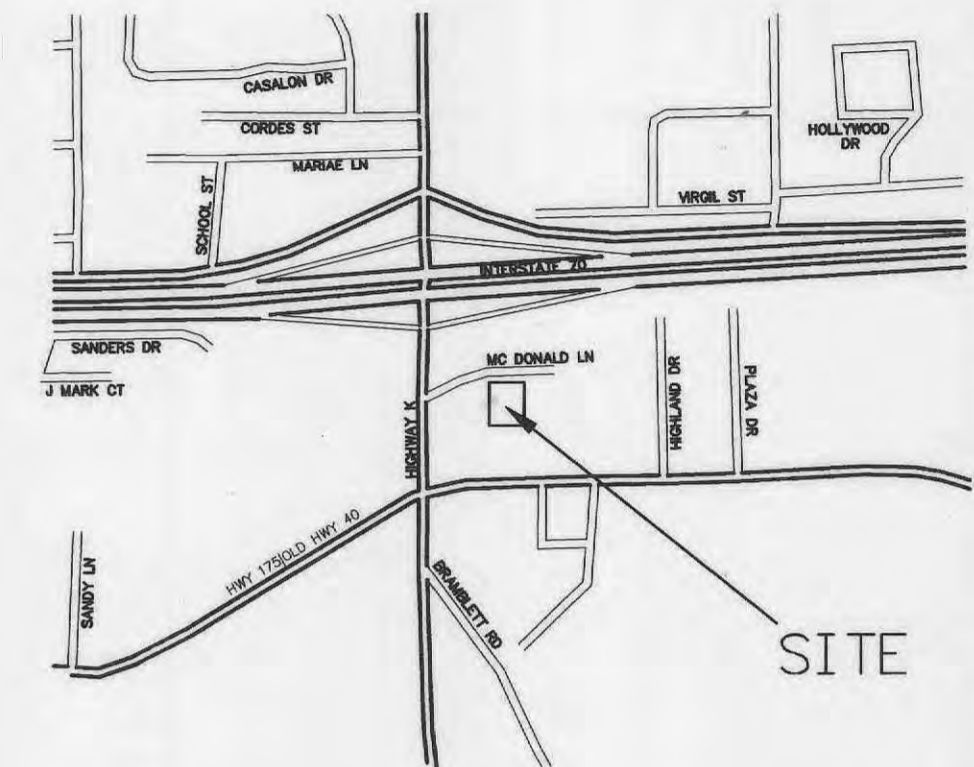 CASALON DR
CORDES ST
HOLLYWOOD
DR
MARIAE LN
SCHOOL ST
VIRGIL ST
INTERSTATE 70
SANDERS DR
J MARK CT
MC DONALD LN
HIGHWAY K
HIGHLAND DR
PLAZA DR
HWY 175|OLD HWY 40
SANDY LN
BRAMBLETT RD
SITE